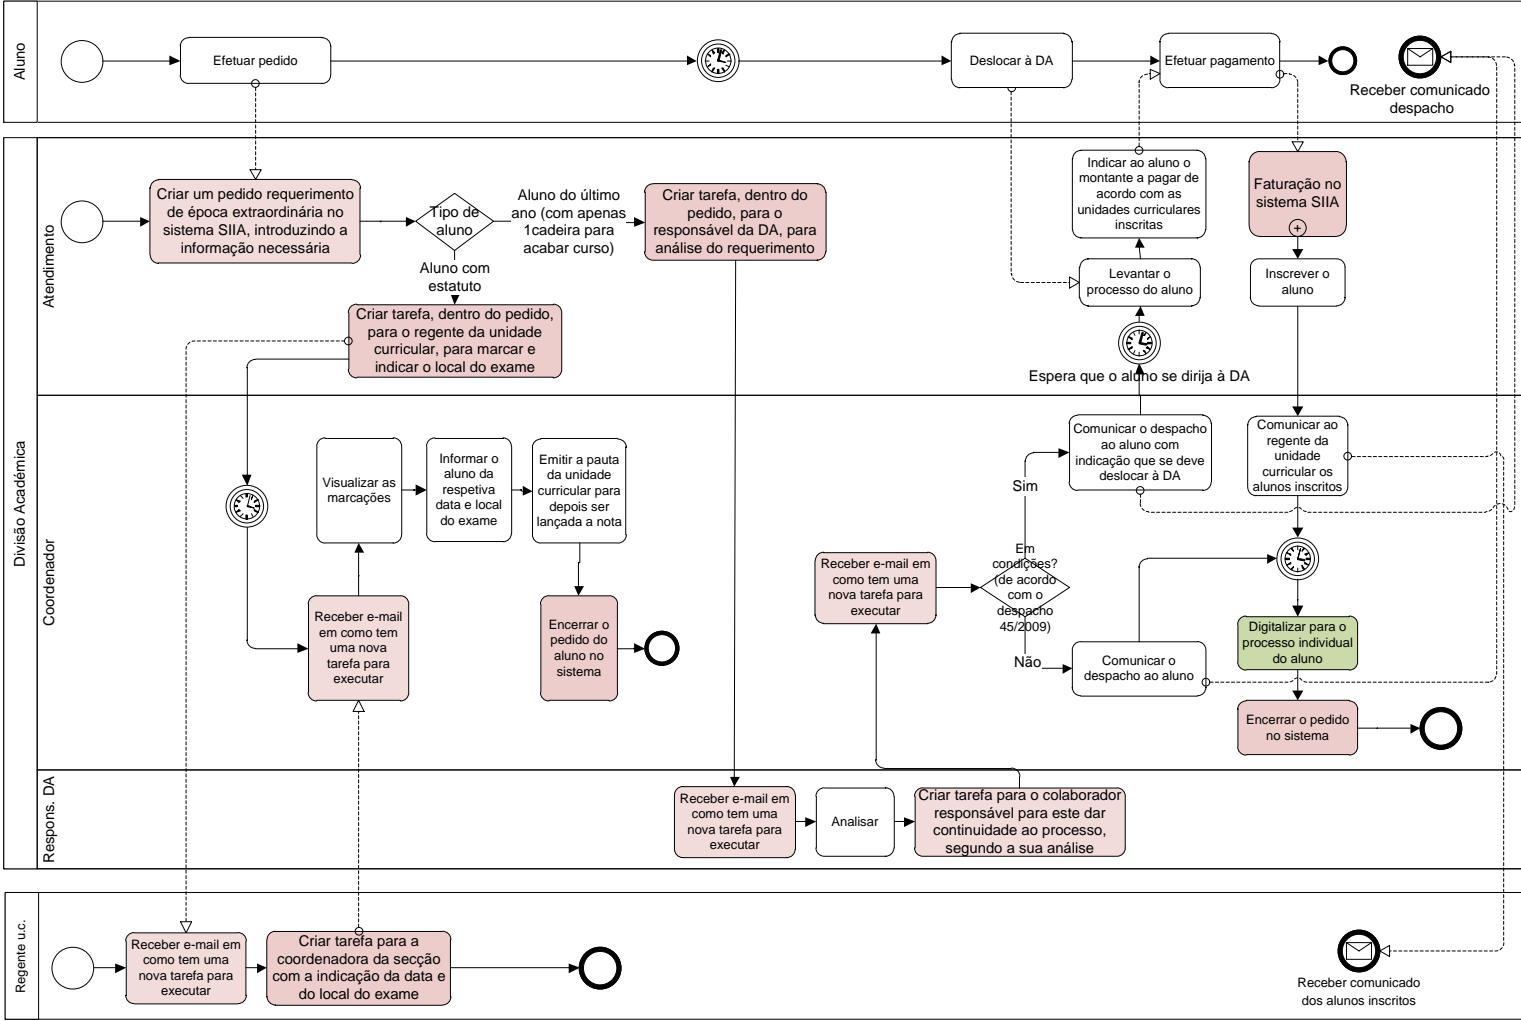 Aluno
Efetuar pedido
Deslocar à DA
Efetuar pagamento
Receber comunicado
despacho
Divisão Académica
Atendimento
Criar um pedido requerimento
de época extraordinária no
sistema SIIA, introduzindo a
informação necessária
Tipo de
aluno
Aluno do último
ano (com apenas
1cadeira para
acabar curso)
Criar tarefa, dentro do
pedido, para o
responsável da DA, para
análise do requerimento
Aluno com
estatuto
Criar tarefa, dentro do pedido,
para o regente da unidade
curricular, para marcar e
indicar o local do exame
Indicar ao aluno o
montante a pagar de
acordo com as
unidades curriculares
inscritas
Faturação no
sistema SIIA
Levantar o
processo do aluno
Inscrever o
aluno
Espera que o aluno se dirija à DA
Coordenador
Visualizar as
marcações
Informar o
aluno da
respetiva
data e local
do exame
Emitir a pauta
da unidade
curricular para
depois ser
lançada a nota
Receber e-mail
em como tem
uma nova
tarefa para
executar
Encerrar o
pedido do
aluno no
sistema
Receber e-mail em
como tem uma
nova tarefa para
executar
Em
condições?
(de acordo
com o
despacho
45/2009)
Sim
Não
Comunicar o despacho
ao aluno com
indicação que se deve
deslocar à DA
Comunicar o
despacho ao aluno
Comunicar ao
regente da
unidade
curricular os
alunos inscritos
Digitalizar para o
processo individual
do aluno
Encerrar o pedido
no sistema
Respons. DA
Receber e-mail em
como tem uma
nova tarefa para
executar
Analisar
Criar tarefa para o colaborador
responsável para este dar
continuidade ao processo,
segundo a sua análise
Regente u.c.
Receber e-mail em
como tem uma
nova tarefa para
executar
Criar tarefa para a
coordenadora da secção
com a indicação da data e
do local do exame
Receber comunicado
dos alunos inscritos